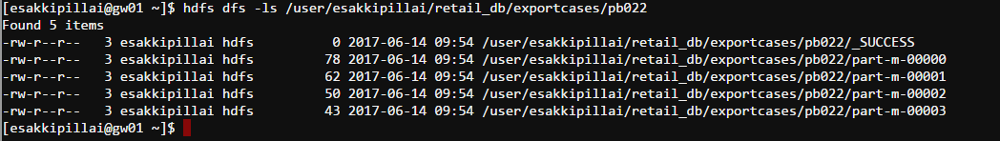 [esakkipillai@gw01 ~]$ hdfs dfs -ls /user/esakkipillai/retail_db/exportcases/pb022
Found 5 items
-rw-r--r--   3 esakkipillai hdfs          0 2017-06-14 09:54 /user/esakkipillai/retail_db/exportcases/pb022/_SUCCESS
-rw-r--r--   3 esakkipillai hdfs         78 2017-06-14 09:54 /user/esakkipillai/retail_db/exportcases/pb022/part-m-00000
-rw-r--r--   3 esakkipillai hdfs         62 2017-06-14 09:54 /user/esakkipillai/retail_db/exportcases/pb022/part-m-00001
-rw-r--r--   3 esakkipillai hdfs         50 2017-06-14 09:54 /user/esakkipillai/retail_db/exportcases/pb022/part-m-00002
-rw-r--r--   3 esakkipillai hdfs         43 2017-06-14 09:54 /user/esakkipillai/retail_db/exportcases/pb022/part-m-00003
[esakkipillai@gw01 ~]$